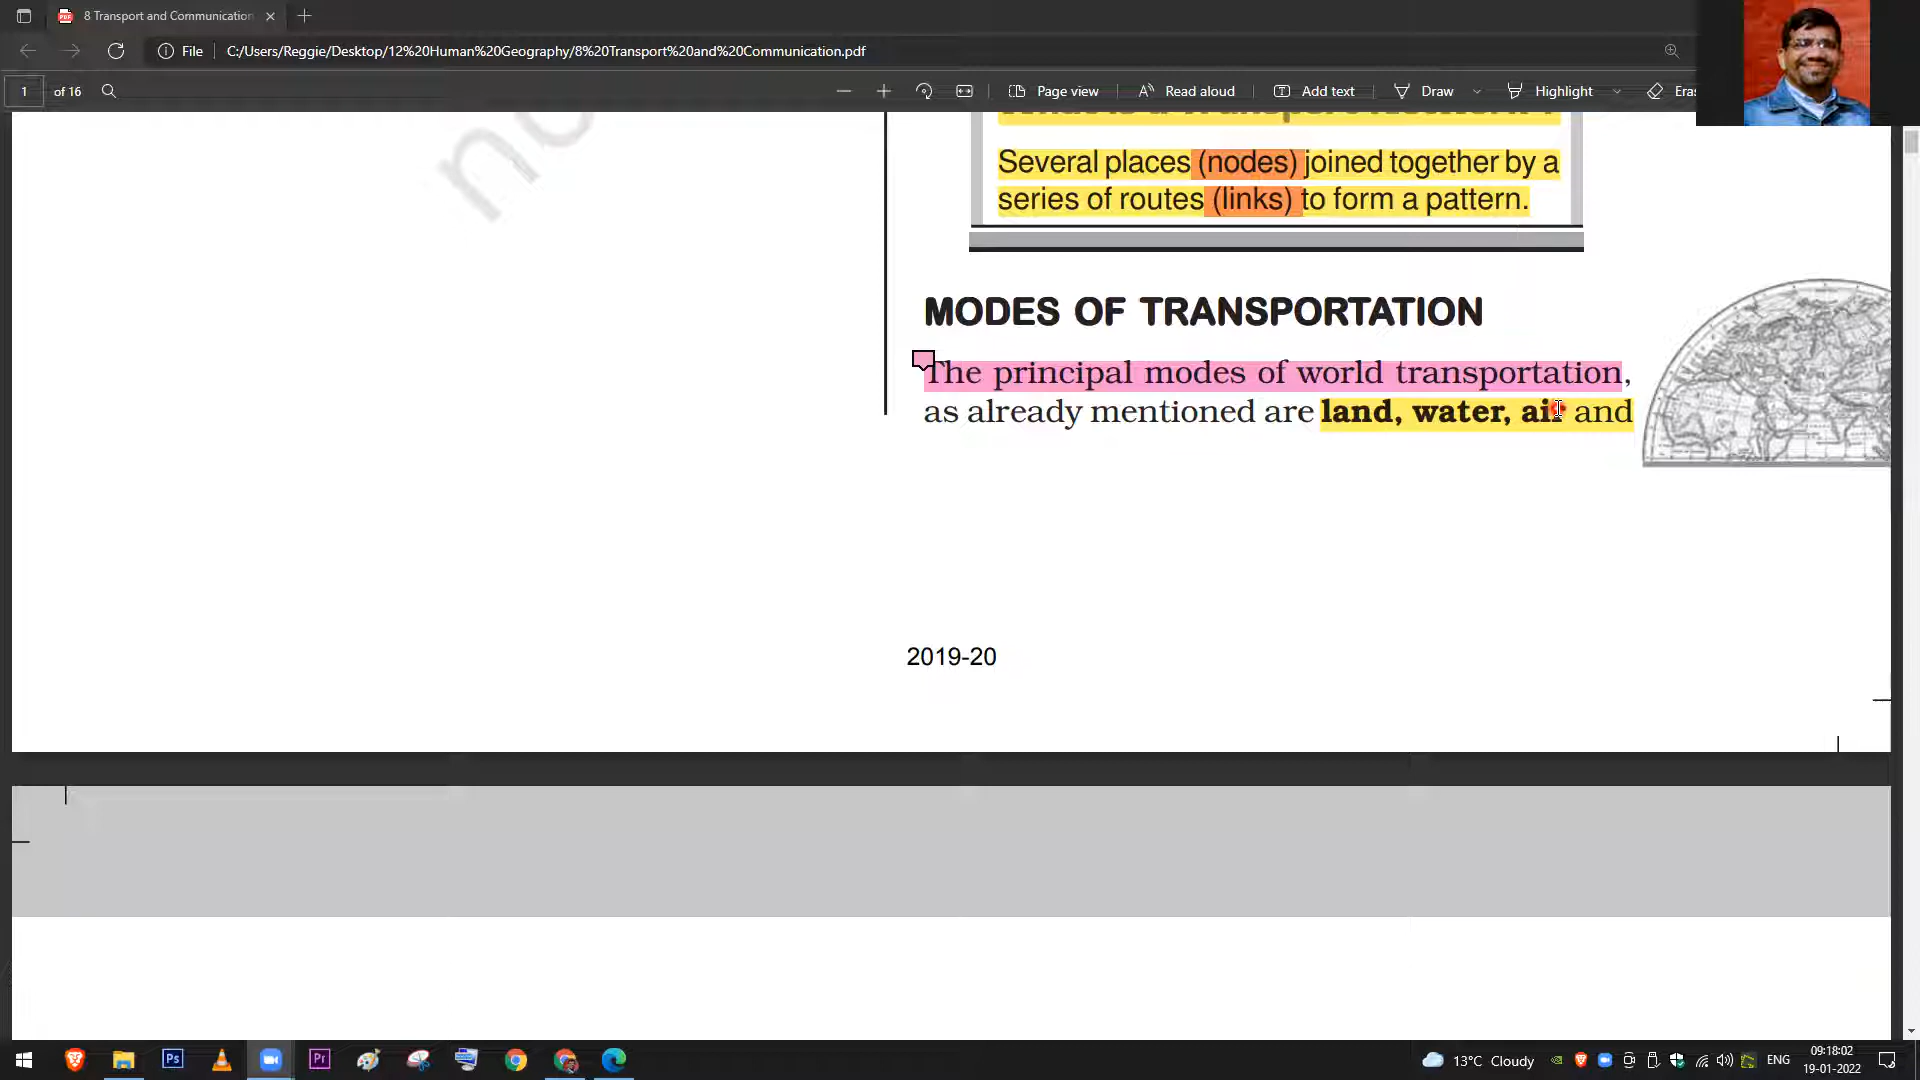 8 Transport and Communication
File
C:/Users/Reggie/Desktop/12%20Human%20Geography/8%20Transport%20and%20Communication.pdf
1 of 16
Page view
Read aloud
Add text
Draw
Highlight
Eras
Several places (nodes) joined together by a
series of routes (links) to form a pattern.
MODES OF TRANSPORTATION
The principal modes of world transportation,
as already mentioned are land, water, air and
2019-20
Ps
Pr
13°C Cloudy
ENG
09:18:02
19-01-2022